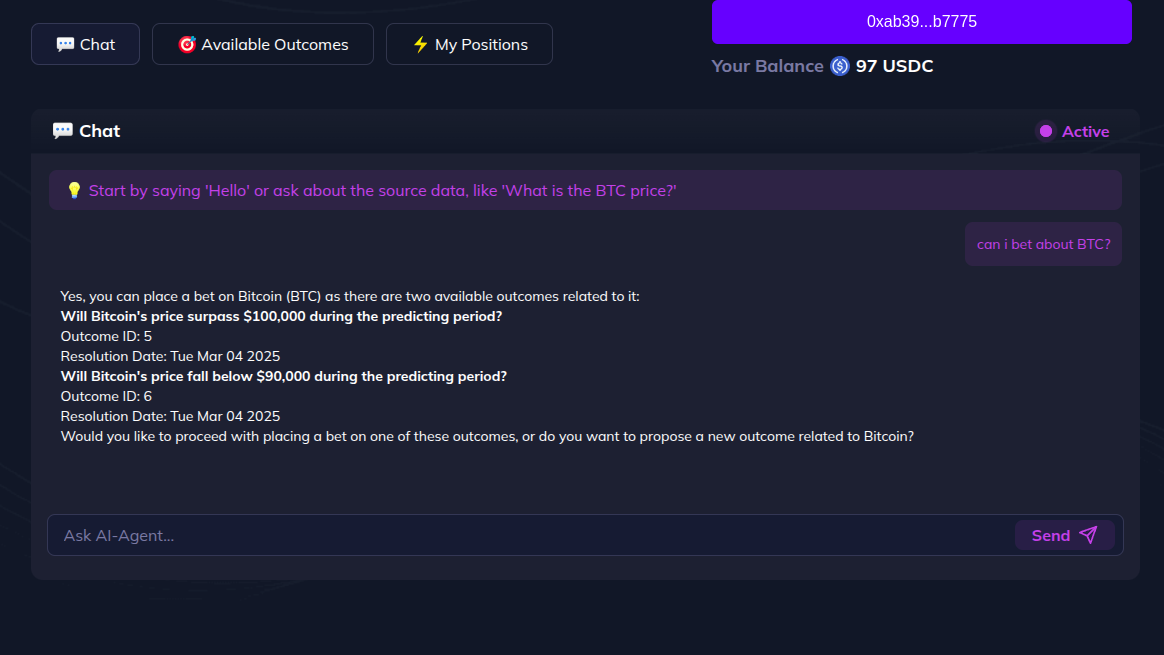 💬 Chat
🎯 Available Outcomes
⚡ My Positions
0xab39...b7775
Your Balance 97 USDC
💬 Chat
Active
💡 Start by saying 'Hello' or ask about the source data, like 'What is the BTC price?'
can i bet about BTC?
Yes, you can place a bet on Bitcoin (BTC) as there are two available outcomes related to it:
Will Bitcoin's price surpass $100,000 during the predicting period?
Outcome ID: 5
Resolution Date: Tue Mar 04 2025
Will Bitcoin's price fall below $90,000 during the predicting period?
Outcome ID: 6
Resolution Date: Tue Mar 04 2025
Would you like to proceed with placing a bet on one of these outcomes, or do you want to propose a new outcome related to Bitcoin?
Ask AI-Agent...
Send